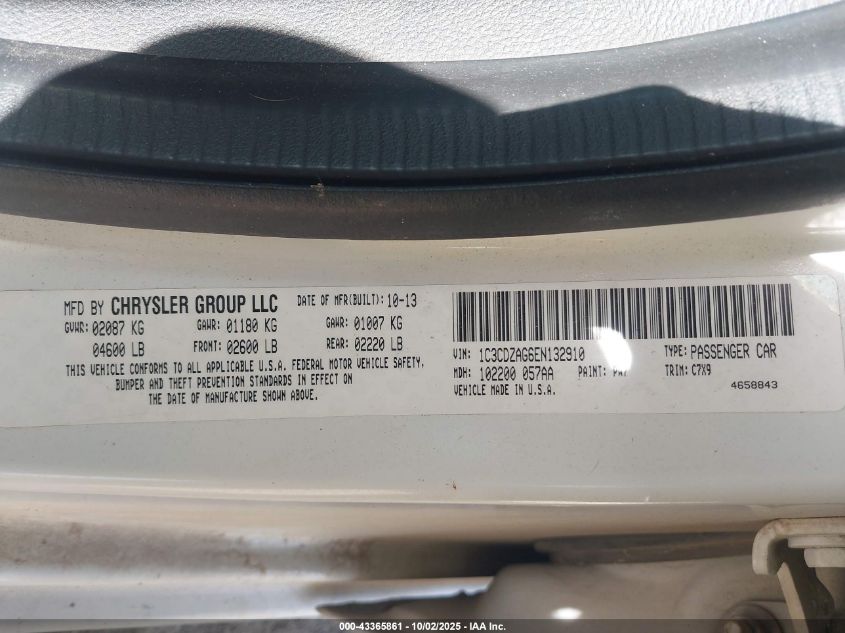 MFD BY CHRYSLER GROUP LLC DATE OF MFR(BUILT): 10-13
GVWR: 02087 KG GAWR: 01180 KG GAWR: 01007 KG
04600 LB FRONT: 02600 LB REAR: 02220 LB
THIS VEHICLE CONFORMS TO ALL APPLICABLE U.S.A. FEDERAL MOTOR VEHICLE SAFETY,
BUMPER AND THEFT PREVENTION STANDARDS IN EFFECT ON
THE DATE OF MANUFACTURE SHOWN ABOVE.
VIN: 1C3CDZAG6EN132910 TYPE: PASSENGER CAR
MDH: 102200 057AA PAINT: TRIM: C7X9
VEHICLE MADE IN U.S.A. 4658843
000-43365861 | 10/02/2025 - IAA Inc.